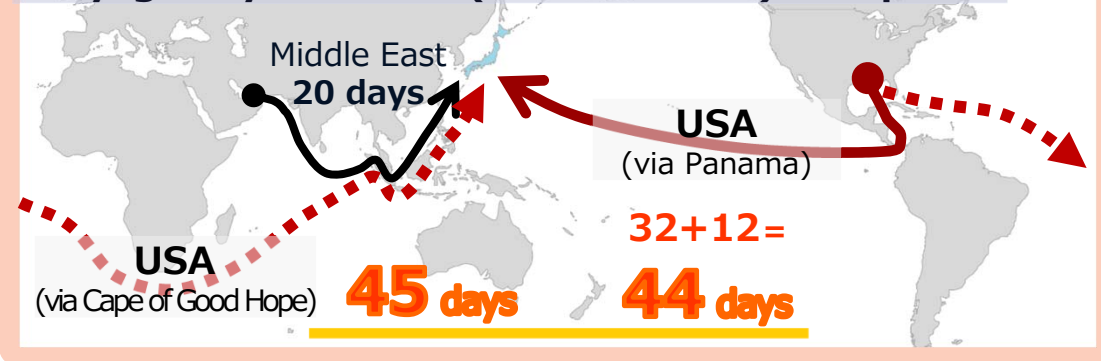 Middle East
20 days
USA
(via Panama)
32+12=
USA
(via Cape of Good Hope)
45 days
44 days